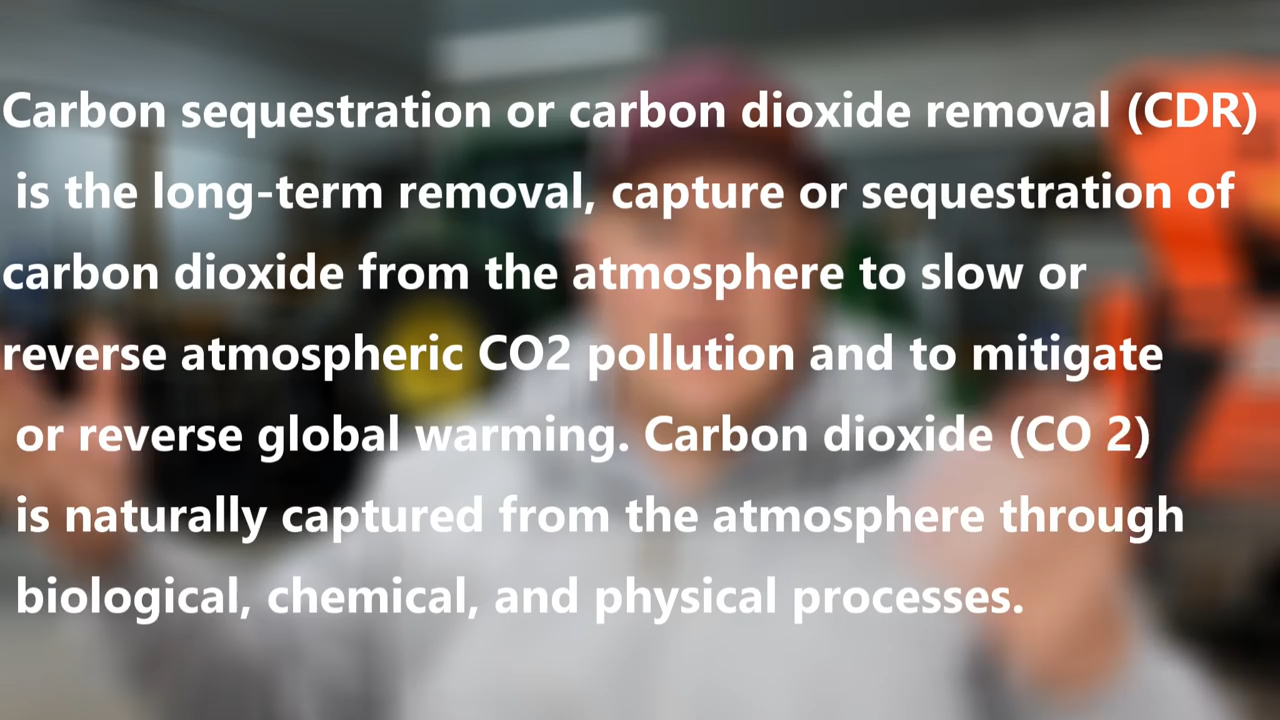 Carbon sequestration or carbon dioxide removal (CDR)
is the long-term removal, capture or sequestration of
carbon dioxide from the atmosphere to slow or
reverse atmospheric CO2 pollution and to mitigate
or reverse global warming. Carbon dioxide (CO 2)
is naturally captured from the atmosphere through
biological, chemical, and physical processes.